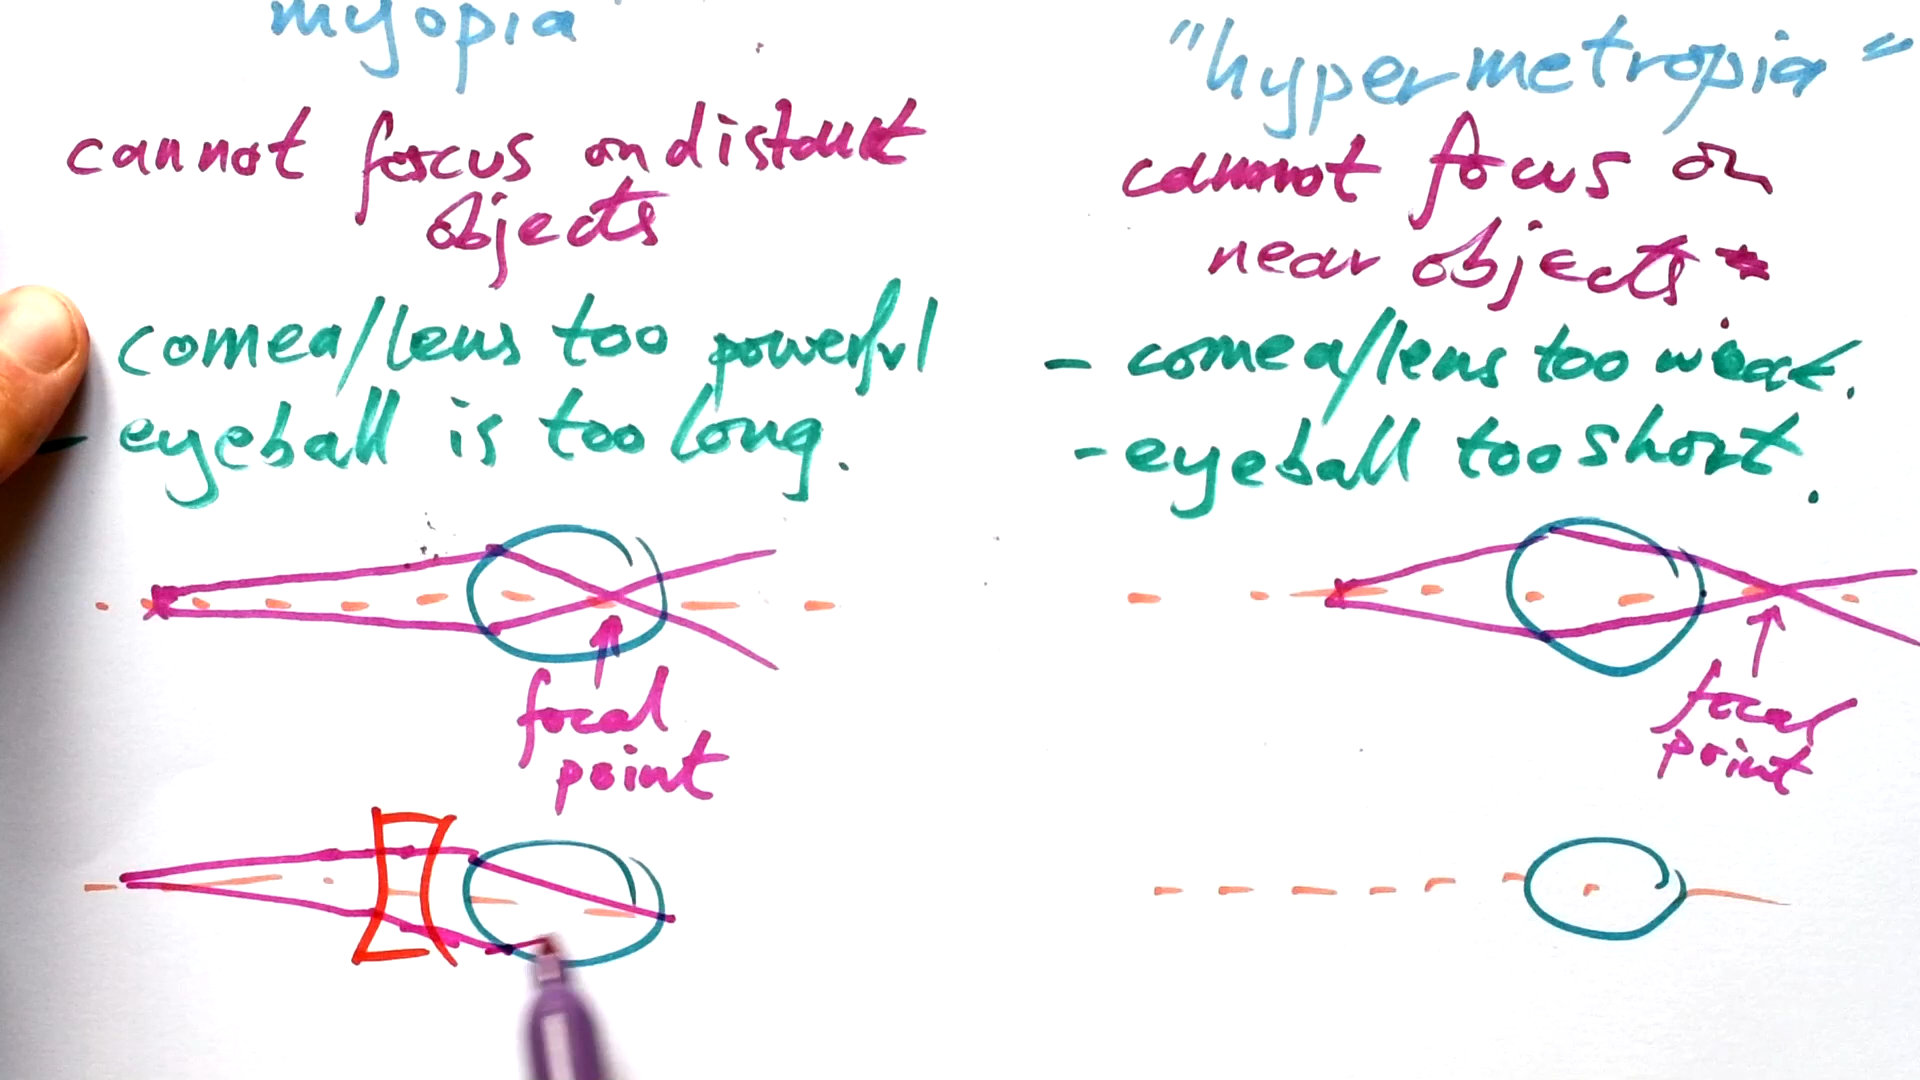 myopia"
cannot focus on distant
objects
cornea/lens too powerful
- eyeball is too long.
focal
point
"hypermetropia"
cannot focus on
near objects
- cornea/lens too weak.
- eyeball too short.
focal
point